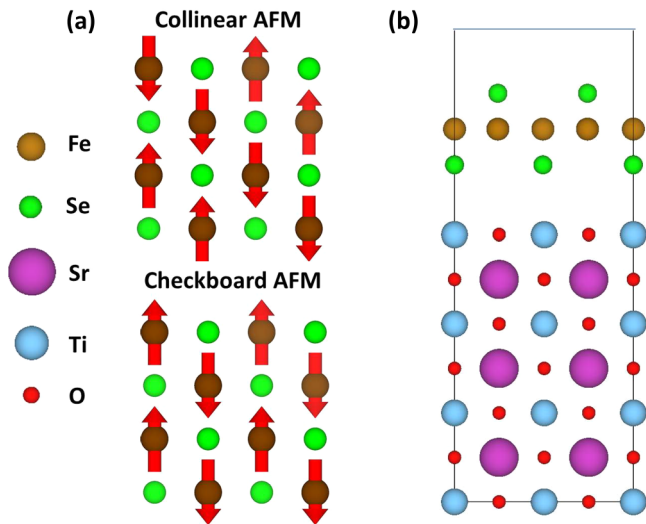 (a)
Collinear AFM
(b)
Fe
Se
Sr
Ti
O
Checkboard AFM